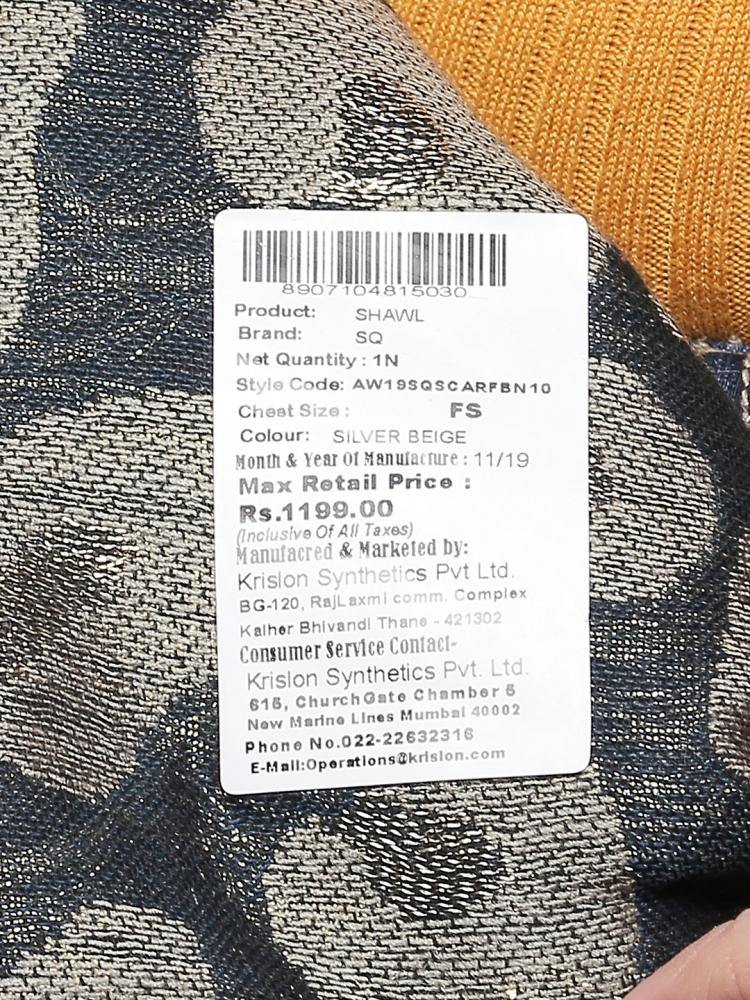 8907104815030
Product: SHAWL
Brand: SQ
Net Quantity : 1N
Style Code: AW19SQSCARFBN10
Chest Size : FS
Colour: SILVER BEIGE
Month & Year Of Manufacture : 11/19
Max Retail Price :
Rs.1199.00
(Inclusive Of All Taxes)
Manufacred & Marketed by:
Krislon Synthetics Pvt Ltd.
BG-120, RajLaxmi comm. Complex
Kalher Bhivandi Thane - 421302
Consumer Service Contact-
Krislon Synthetics Pvt. Ltd.
615, ChurchGate Chamber 5
New Marine Lines Mumbai 40002
Phone No.022-22632316
E-Mail:Operations@krislon.com